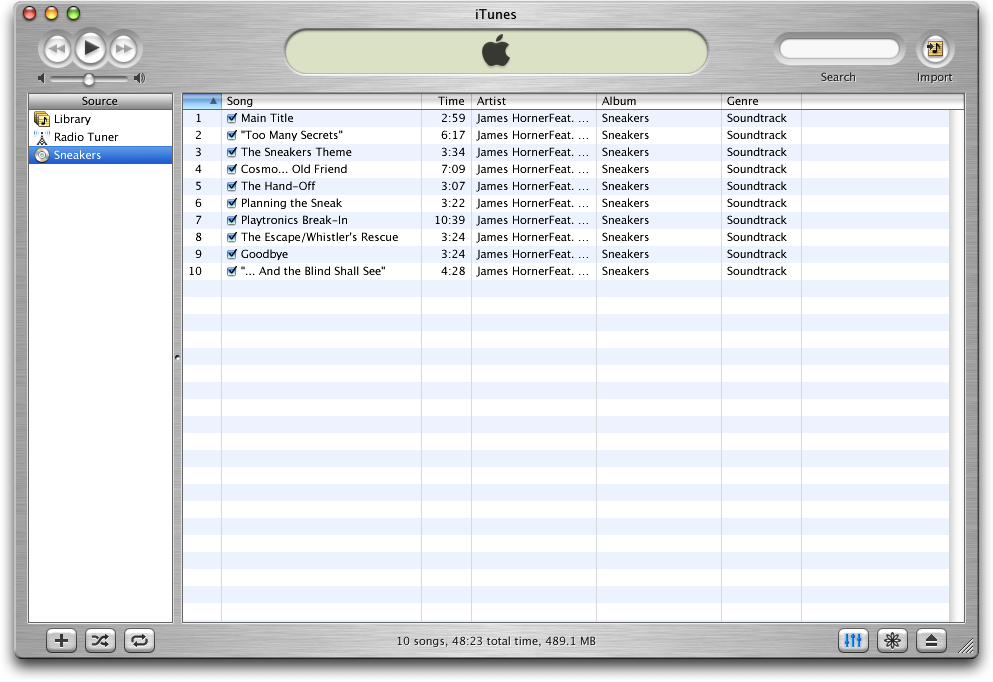 iTunes
Search
Import
Source
Library
Radio Tuner
Sneakers
Song Time Artist Album Genre
1 Main Title 2:59 James HornerFeat. ... Sneakers Soundtrack
2 "Too Many Secrets" 6:17 James HornerFeat. ... Sneakers Soundtrack
3 The Sneakers Theme 3:34 James HornerFeat. ... Sneakers Soundtrack
4 Cosmo... Old Friend 7:09 James HornerFeat. ... Sneakers Soundtrack
5 The Hand-Off 3:07 James HornerFeat. ... Sneakers Soundtrack
6 Planning the Sneak 3:22 James HornerFeat. ... Sneakers Soundtrack
7 Playtronics Break-In 10:39 James HornerFeat. ... Sneakers Soundtrack
8 The Escape/Whistler's Rescue 3:24 James HornerFeat. ... Sneakers Soundtrack
9 Goodbye 3:24 James HornerFeat. ... Sneakers Soundtrack
10 "... And the Blind Shall See" 4:28 James HornerFeat. ... Sneakers Soundtrack
10 songs, 48:23 total time, 489.1 MB